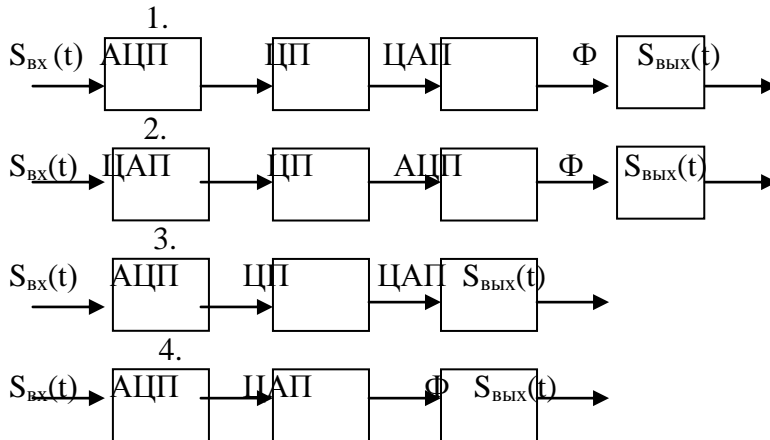 1.
Sвх (t) АЦП ЦП ЦАП Ф Sвых(t)
2.
Sвх(t) ЦАП ЦП АЦП Ф Sвых(t)
3.
Sвх(t) АЦП ЦП ЦАП Sвых(t)
4.
Sвх(t) АЦП ЦАП Ф Sвых(t)